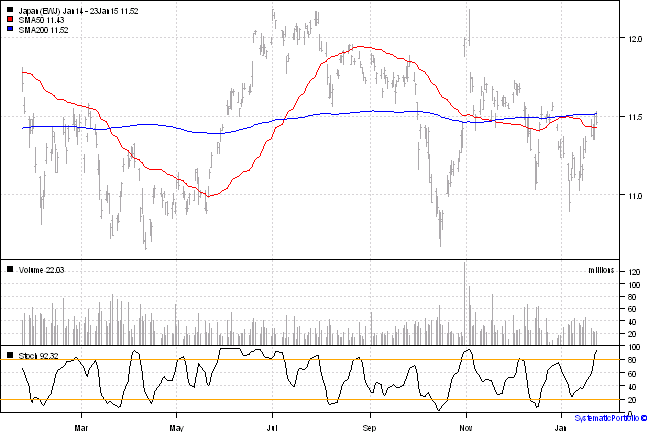 Japan (EWJ) Jan14 - 23Jan15 11.52
SMA50 11.43
SMA200 11.52
12.0
11.5
11.0
Volume 22.03
millions
120
100
80
60
40
20
Stoch 92.32
100
80
60
40
20
0
Mar May Jul Sep Nov Jan
SystematicPortfolio ©